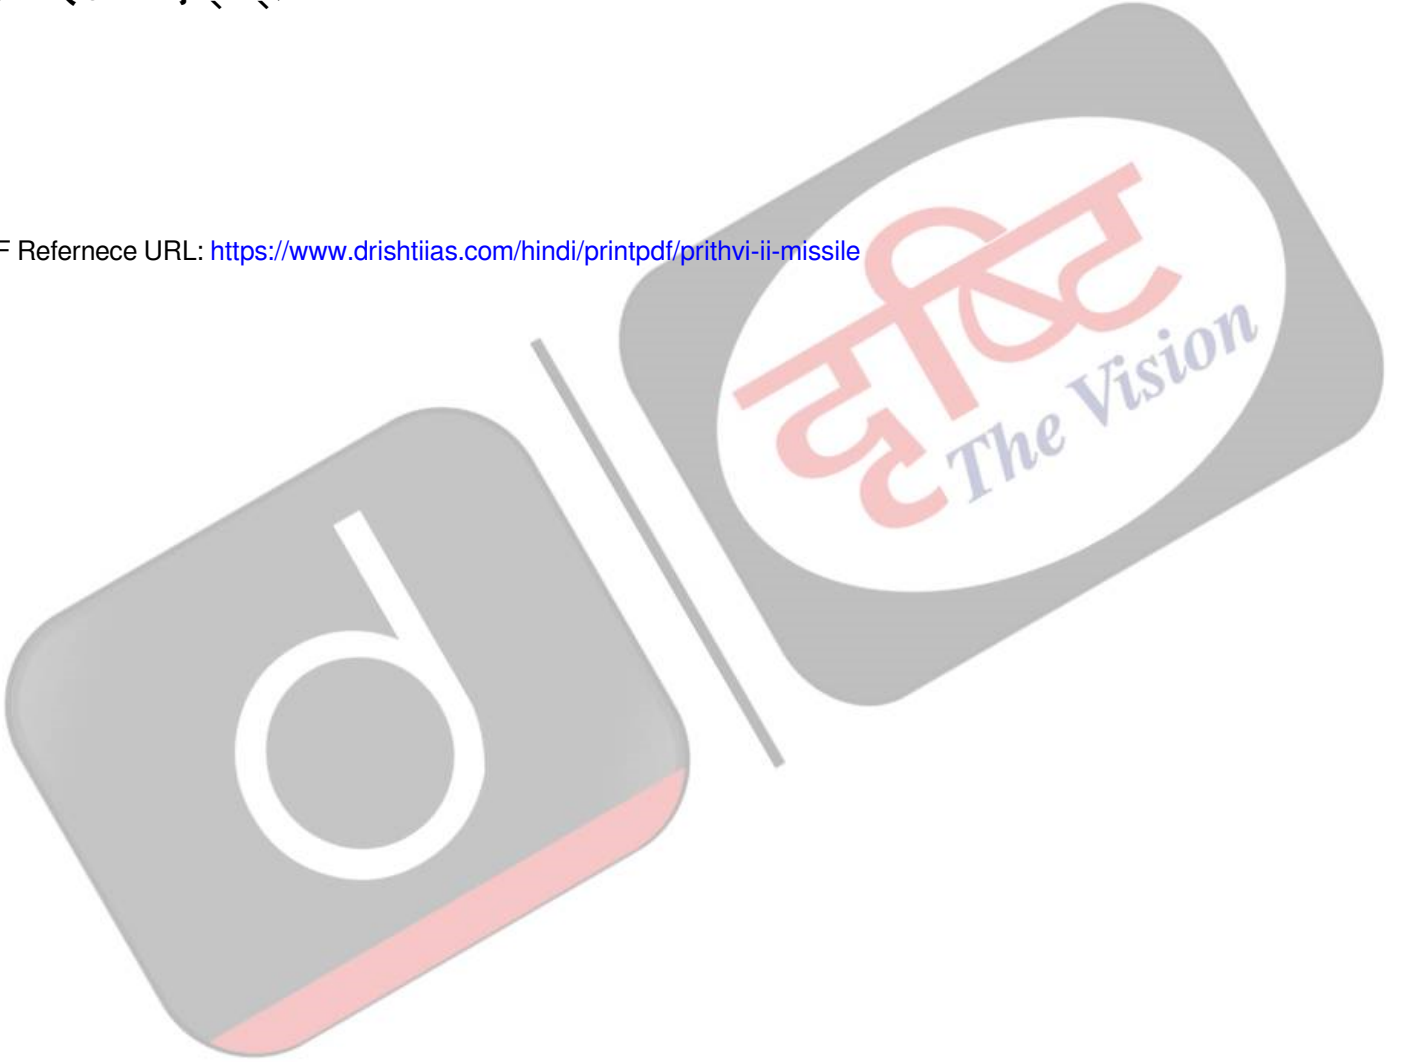 F Refernece URL: https://www.drishtiias.com/hindi/printpdf/prithvi-ii-missile
दृष्टि
The Vision
d